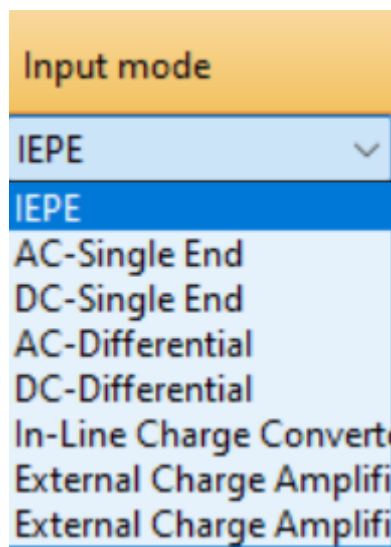 Input mode
IEPE
IEPE
AC-Single End
DC-Single End
AC-Differential
DC-Differential
In-Line Charge Converte
External Charge Amplifi
External Charge Amplifi